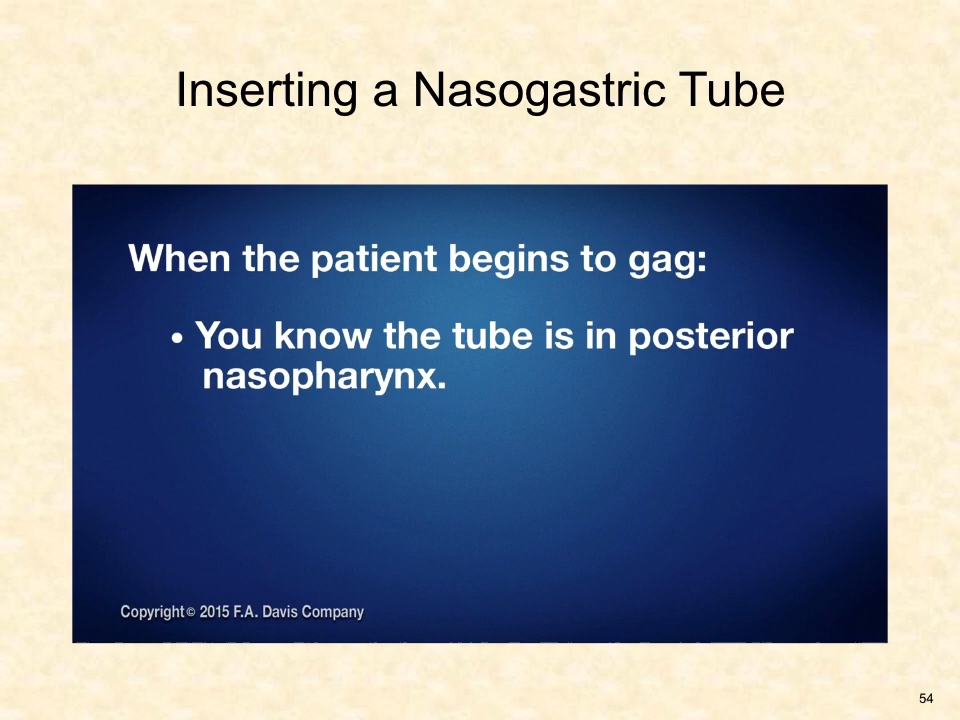 Inserting a Nasogastric Tube
When the patient begins to gag:
• You know the tube is in posterior
nasopharynx.
Copyright © 2015 F.A. Davis Company
54